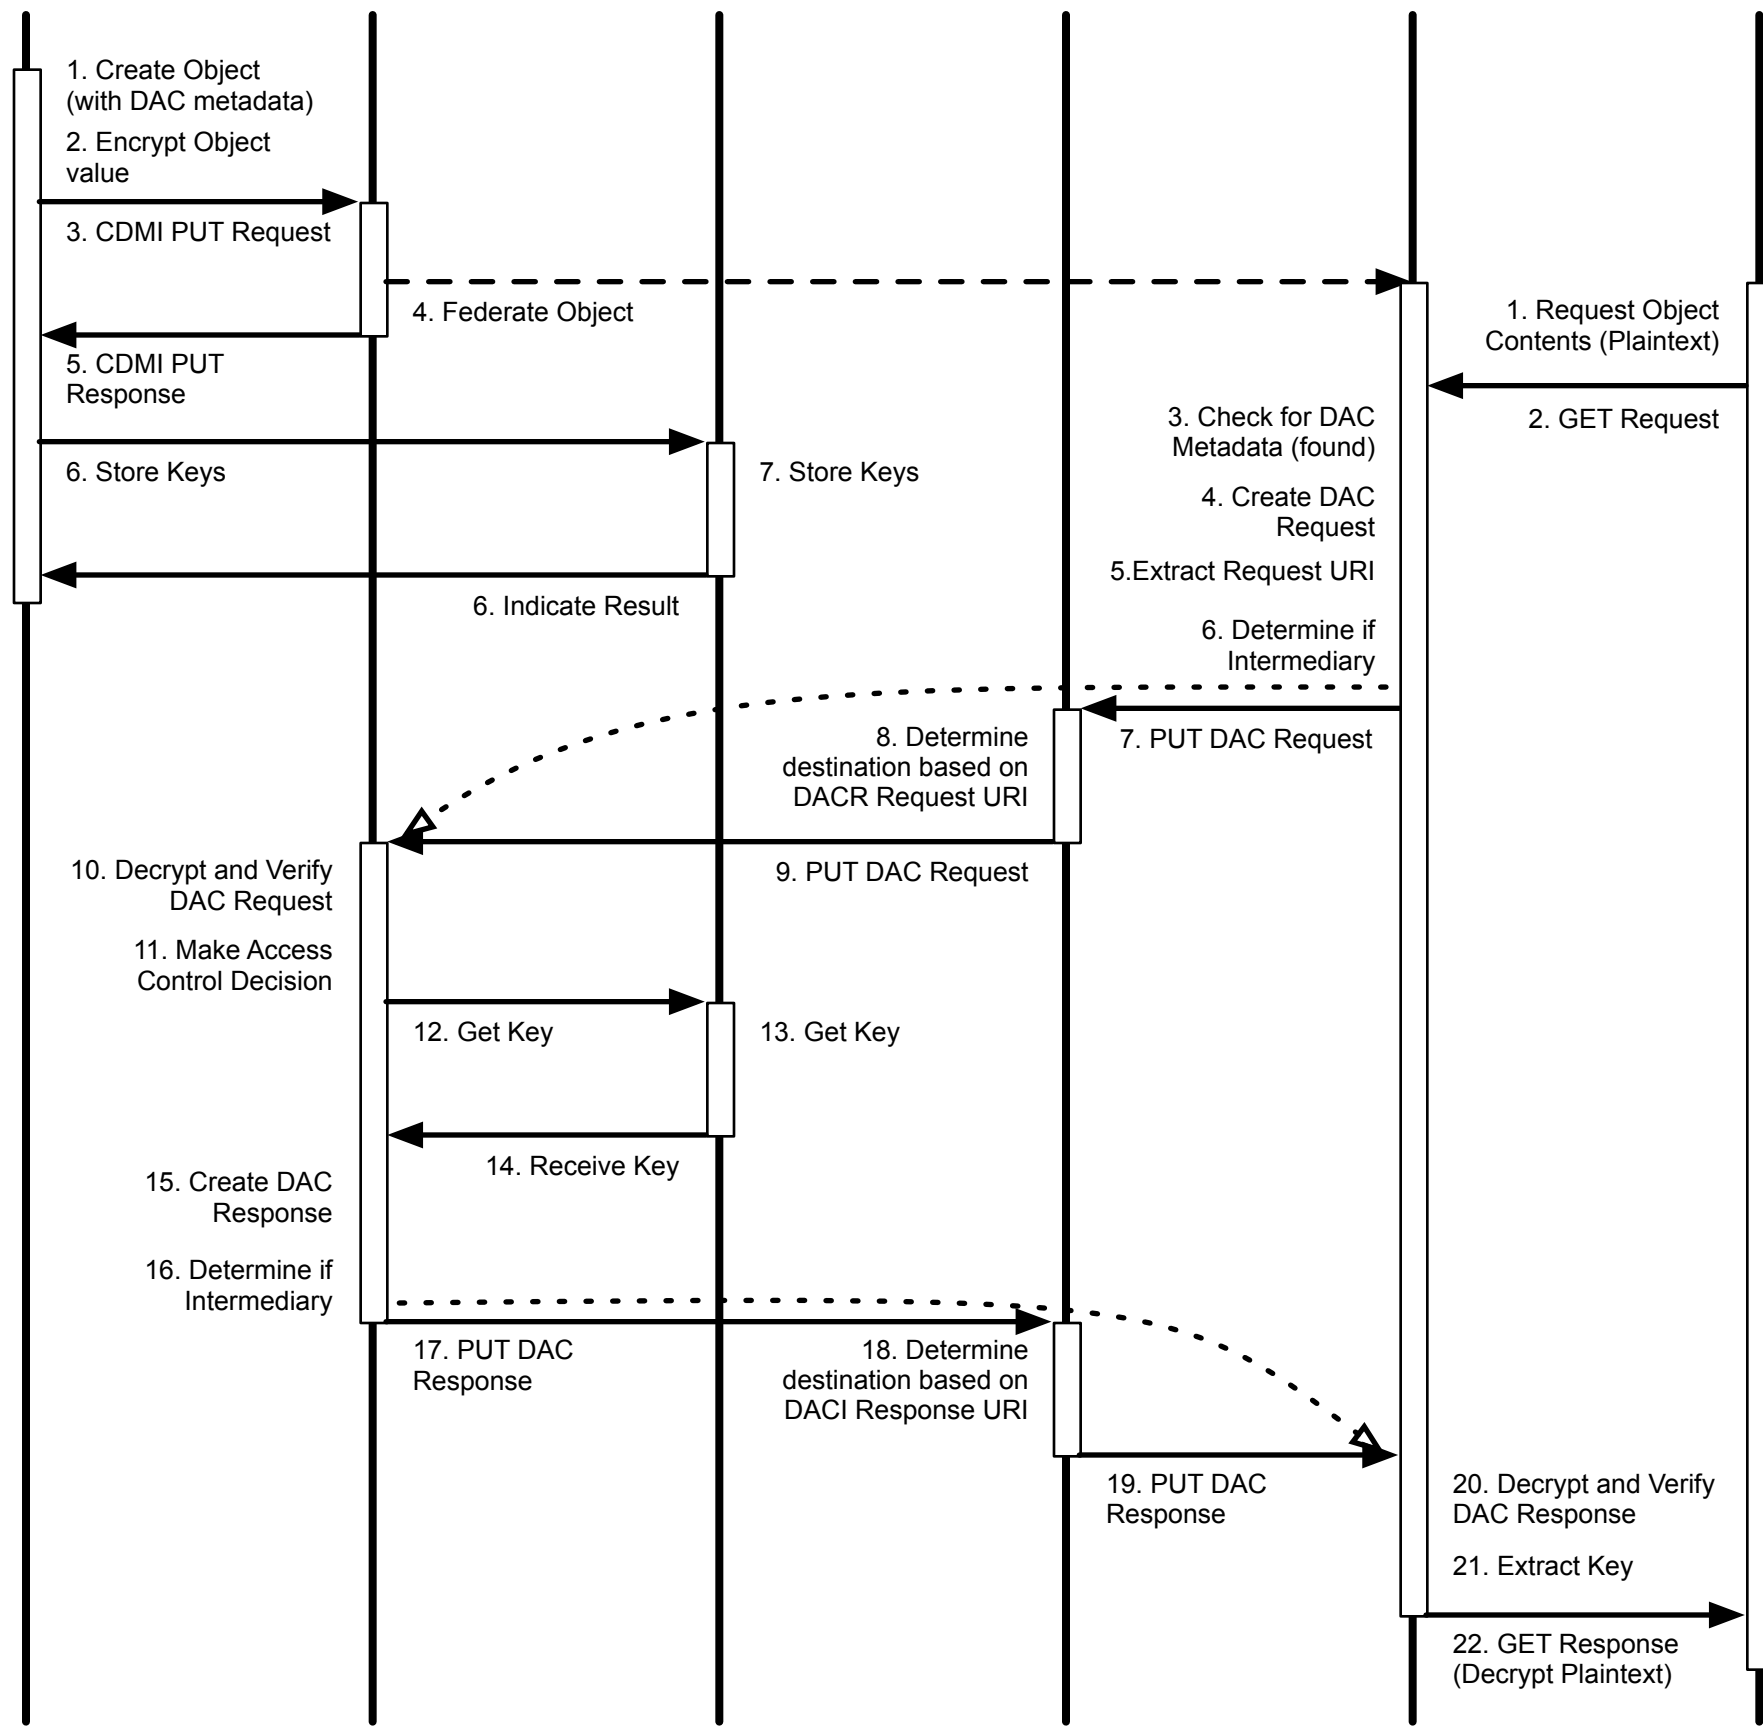 1. Create Object
(with DAC metadata)
2. Encrypt Object
value
3. CDMI PUT Request
4. Federate Object
1. Request Object
Contents (Plaintext)
5. CDMI PUT
Response
2. GET Request
3. Check for DAC
Metadata (found)
6. Store Keys
7. Store Keys
4. Create DAC
Request
5.Extract Request URI
6. Indicate Result
6. Determine if
Intermediary
7. PUT DAC Request
8. Determine
destination based on
DACR Request URI
9. PUT DAC Request
10. Decrypt and Verify
DAC Request
11. Make Access
Control Decision
12. Get Key
13. Get Key
14. Receive Key
15. Create DAC
Response
16. Determine if
Intermediary
17. PUT DAC
Response
18. Determine
destination based on
DACI Response URI
19. PUT DAC
Response
20. Decrypt and Verify
DAC Response
21. Extract Key
22. GET Response
(Decrypt Plaintext)